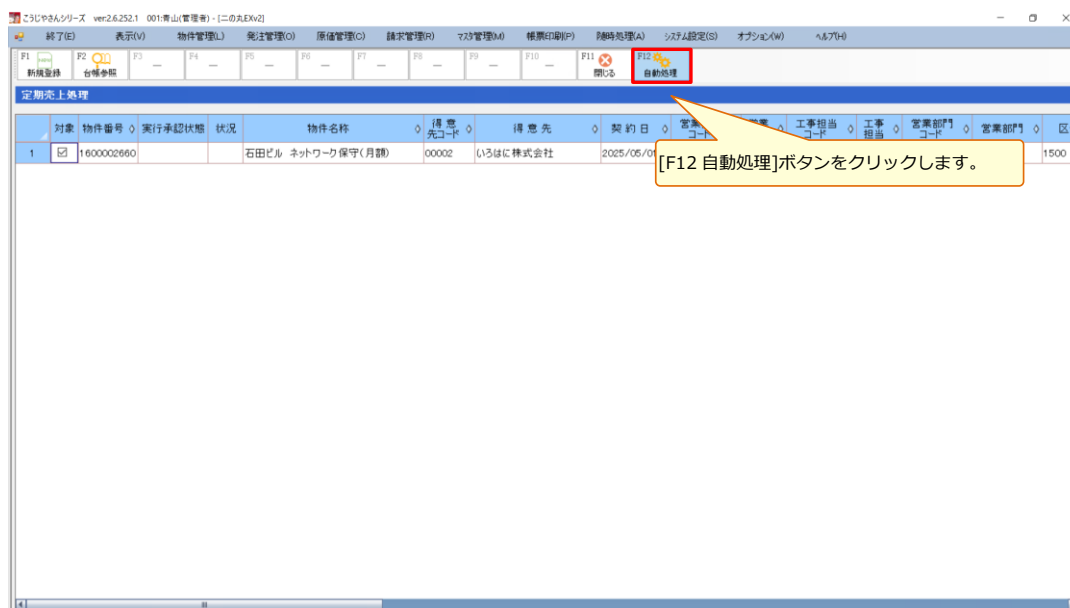 こうじやさんシリーズ ver.2.6.252.1 001:青山(管理者) - [二の丸EXv2]
終了(E) 表示(V) 物件管理(L) 発注管理(O) 原価管理(C) 請求管理(R) マスタ管理(M) 帳票印刷(P) 随時処理(A) システム設定(S) オプション(W) ヘルプ(H)
F1 F2 F3 F4 F5 F6 F7 F8 F9 F10 F11 F12
新規登録 台帳参照 — — — — — — — — 閉じる 自動処理
定期売上処理
対象 物件番号 実行承認状態 状況 物件名称 得意先コード 得意先 契約日 営業 コード 営業 工事担当コード 工事担当 営業部門コード 営業部門 区
1 1600002660 石田ビル ネットワーク保守(月額) 00002 いろはに株式会社 2025/05/01 1500
[F12 自動処理]ボタンをクリックします。